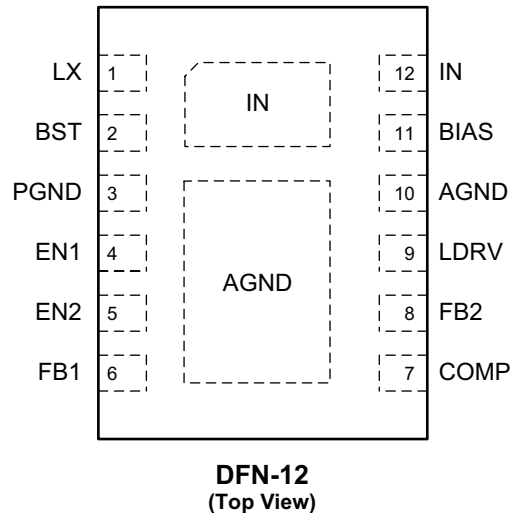 LX 1 IN 12 IN
BST 2 11 BIAS
PGND 3 10 AGND
EN1 4 AGND 9 LDRV
EN2 5 8 FB2
FB1 6 7 COMP
DFN-12
(Top View)